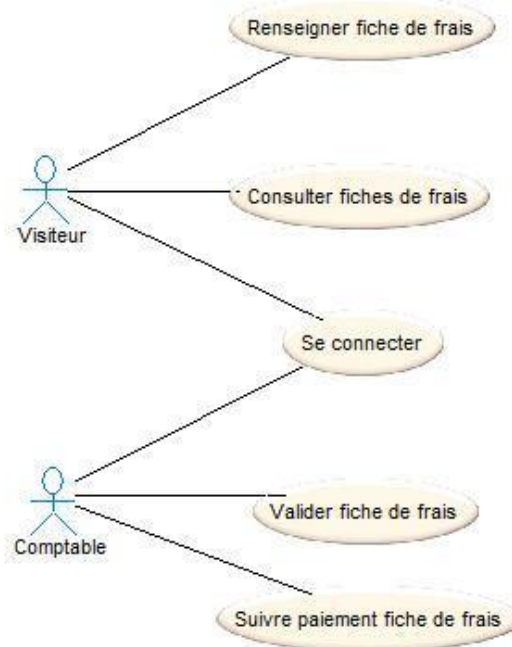 Renseigner fiche de frais
Consulter fiches de frais
Visiteur
Se connecter
Valider fiche de frais
Comptable
Suivre paiement fiche de frais